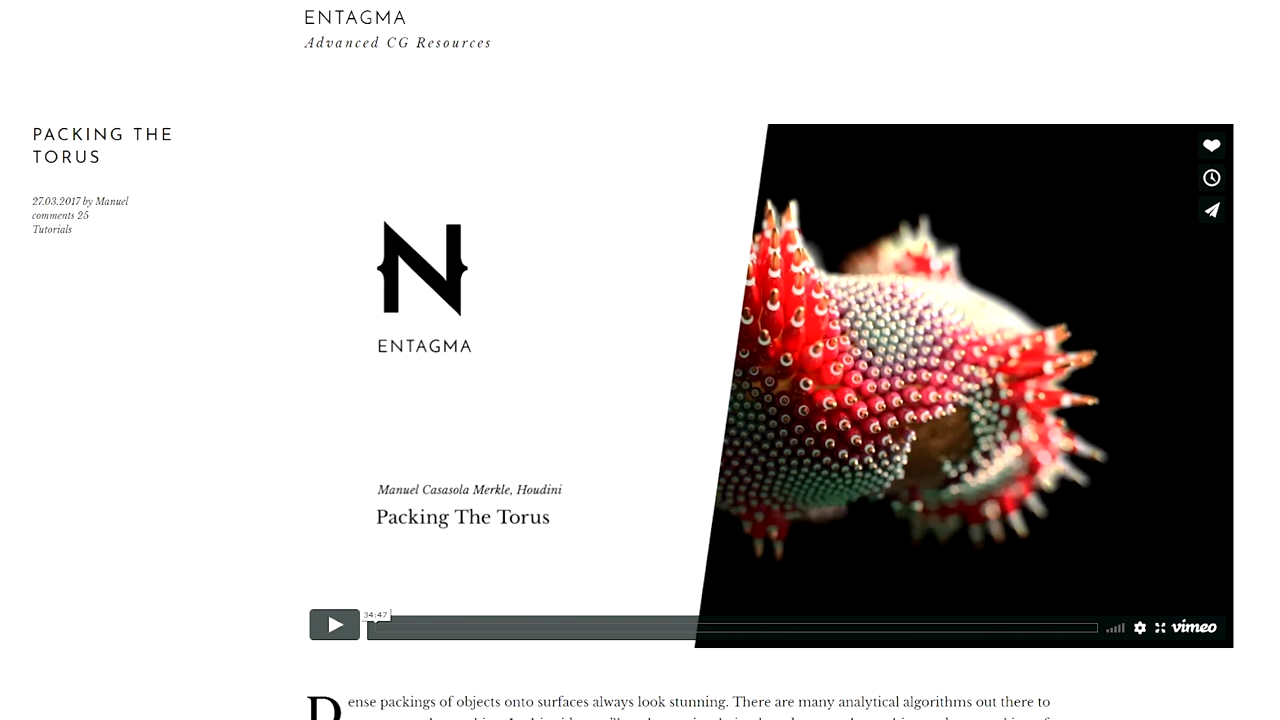 ENTAGMA
Advanced CG Resources
PACKING THE
TORUS
27.03.2017 by Manuel
comments 25
Tutorials
N
ENTAGMA
Manuel Casasola Merkle, Houdini
Packing The Torus
34:47
vimeo
Dense packings of objects onto surfaces always look stunning. There are many analytical algorithms out there to